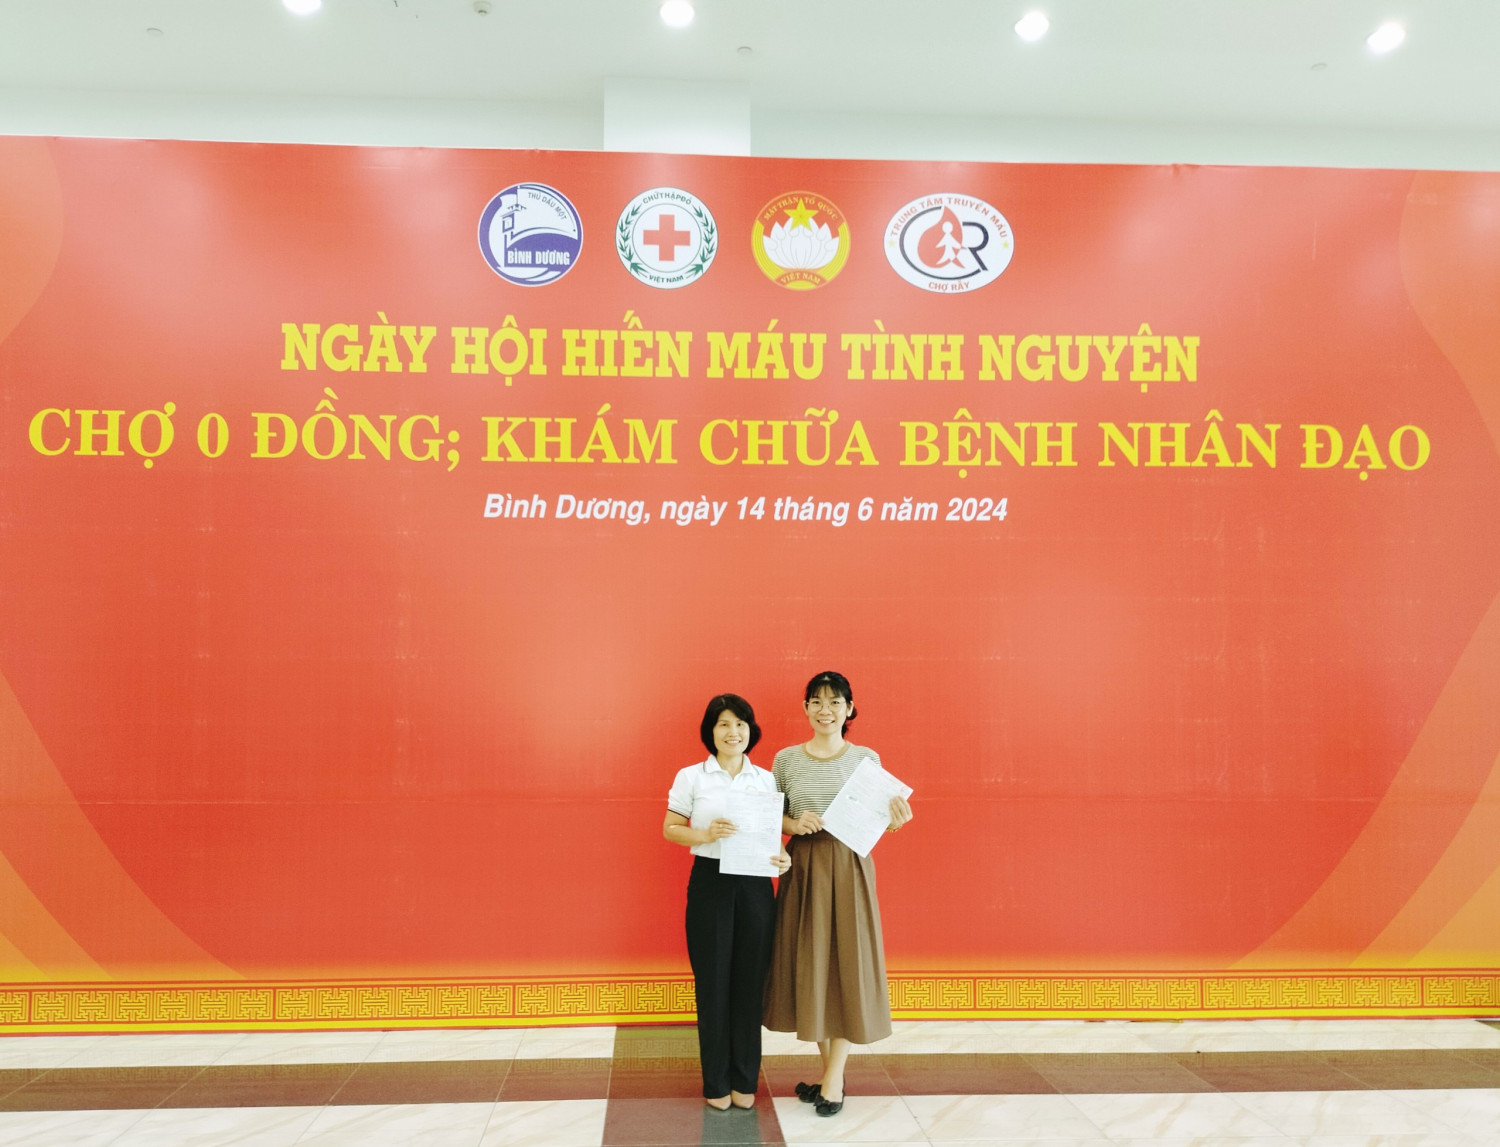 THỦ DẦU MỘT
BÌNH DƯƠNG
CHỮ THẬP ĐỎ
VIỆT NAM
MẶT TRẬN TỔ QUỐC
VIỆT NAM
TRUNG TÂM TRUYỀN MÁU
CHỢ RẪY
NGÀY HỘI HIẾN MÁU TÌNH NGUYỆN
CHỢ 0 ĐỒNG; KHÁM CHỮA BỆNH NHÂN ĐẠO
Bình Dương, ngày 14 tháng 6 năm 2024